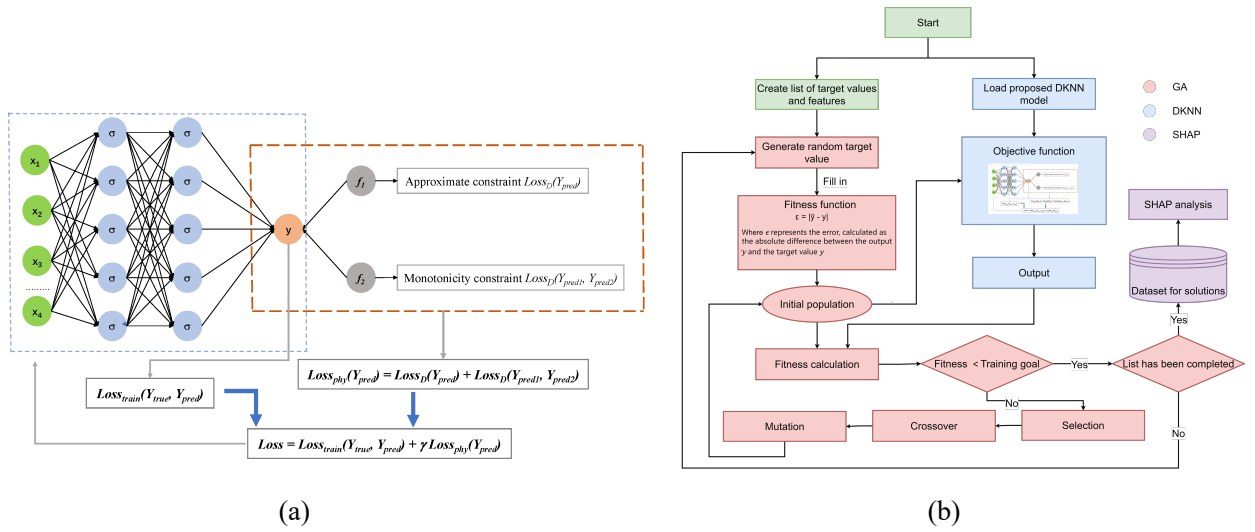 x1
x2
x3
.........
x4
σ
σ
σ
σ
σ
σ
σ
σ
σ
σ
y
f1
Approximate constraint LossD(Ypred)
f2
Monotonicity constraint LossD(Ypred1, Ypred2)
Losstrain(Ytrue, Ypred)
Lossphy(Ypred) = LossD(Ypred) + LossD(Ypred1, Ypred2)
Loss = Losstrain(Ytrue, Ypred) + γ Lossphy(Ypred)
(a)
Start
Create list of target values
and features
Load proposed DKNN
model
GA
DKNN
SHAP
Generate random target
value
Fill in
Objective function
Fitness function
ε = |ŷ - y|
Where ε represents the error, calculated as
the absolute difference between the output
ŷ and the target value y
SHAP analysis
Output
Dataset for solutions
Initial population
Yes
Fitness calculation
Fitness < Training goal
Yes
List has been completed
No
Mutation
Crossover
Selection
No
(b)